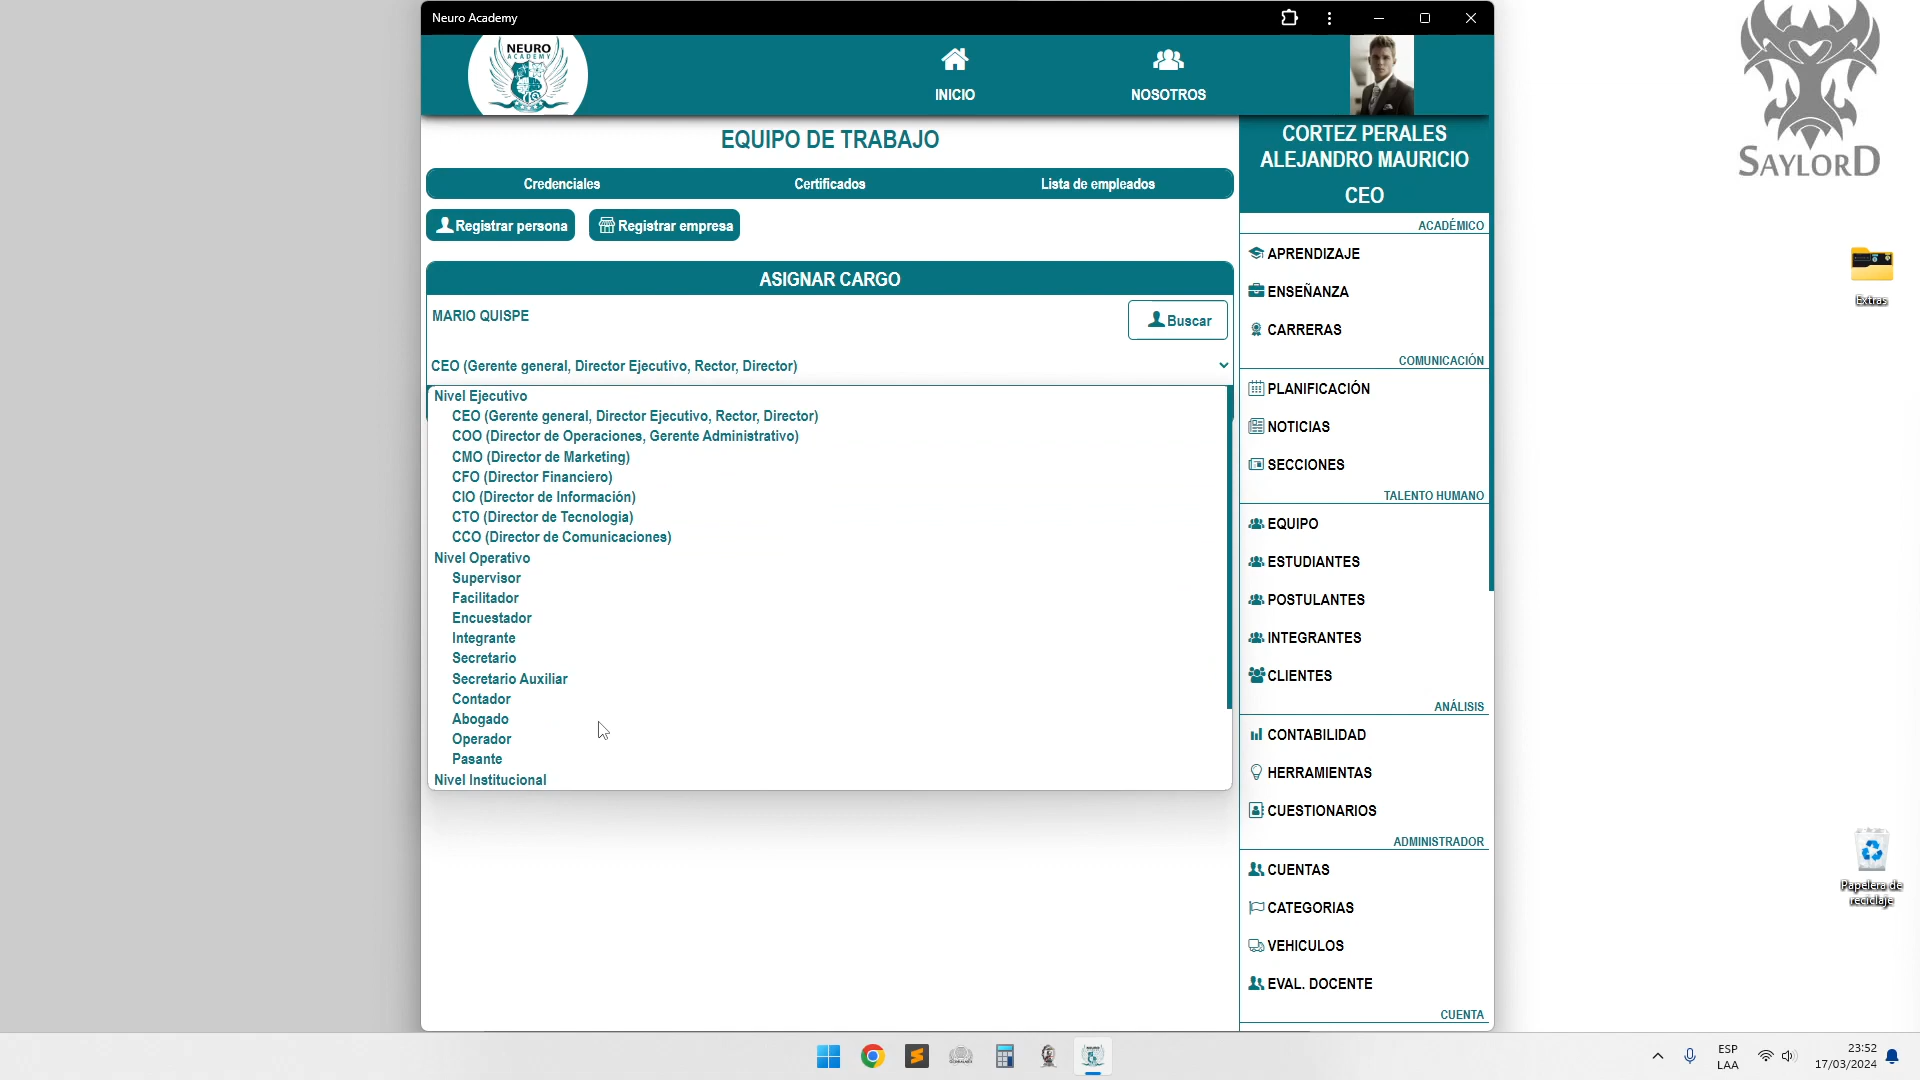 Neuro Academy
NEURO
ACADEMY
INICIO
NOSOTROS
SAYLORD
EQUIPO DE TRABAJO
CORTEZ PERALES
ALEJANDRO MAURICIO
CEO
Credenciales
Certificados
Lista de empleados
Registrar persona
Registrar empresa
ASIGNAR CARGO
MARIO QUISPE
Buscar
CEO (Gerente general, Director Ejecutivo, Rector, Director)
Nivel Ejecutivo
CEO (Gerente general, Director Ejecutivo, Rector, Director)
COO (Director de Operaciones, Gerente Administrativo)
CMO (Director de Marketing)
CFO (Director Financiero)
CIO (Director de Información)
CTO (Director de Tecnologia)
CCO (Director de Comunicaciones)
Nivel Operativo
Supervisor
Facilitador
Encuestador
Integrante
Secretario
Secretario Auxiliar
Contador
Abogado
Operador
Pasante
Nivel Institucional
ACADÉMICO
APRENDIZAJE
ENSEÑANZA
CARRERAS
COMUNICACIÓN
PLANIFICACIÓN
NOTICIAS
SECCIONES
TALENTO HUMANO
EQUIPO
ESTUDIANTES
POSTULANTES
INTEGRANTES
CLIENTES
ANÁLISIS
CONTABILIDAD
HERRAMIENTAS
CUESTIONARIOS
ADMINISTRADOR
CUENTAS
CATEGORIAS
VEHICULOS
EVAL. DOCENTE
CUENTA
Extras
Papelera de
reciclaje
ESP
LAA
23:52
17/03/2024